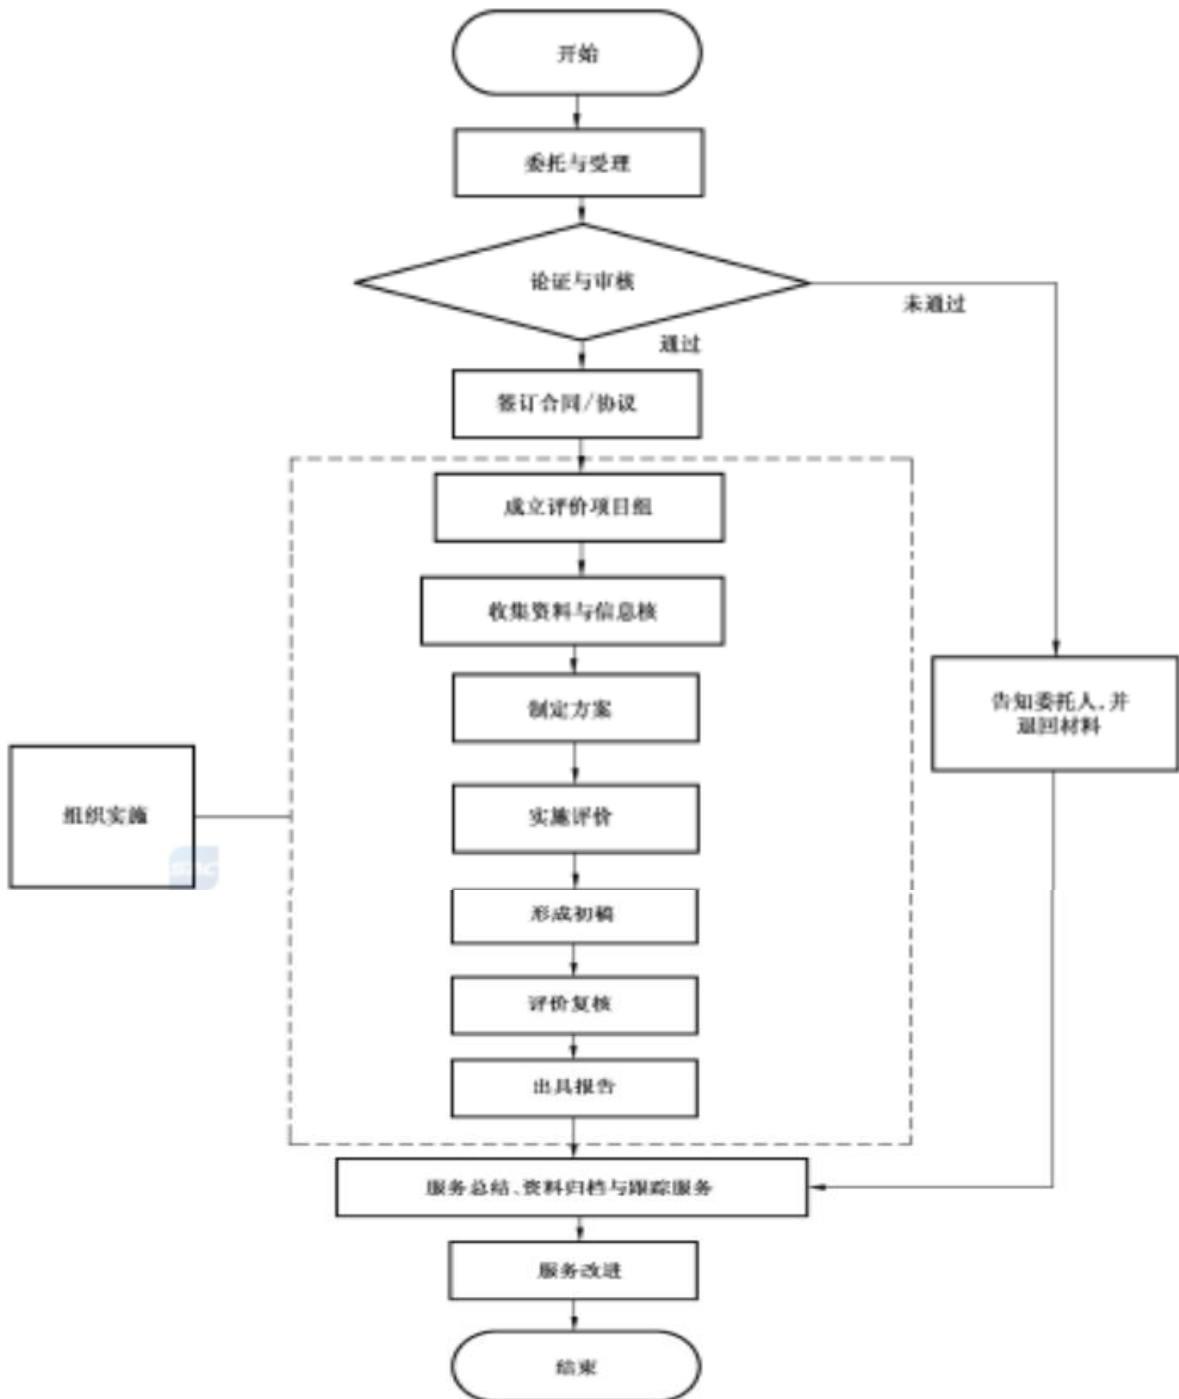 开始
委托与受理
论证与审核
未通过
通过
签订合同/协议
成立评价项目组
收集资料与信息核
制定方案
告知委托人,并
退回材料
组织实施
实施评价
形成初稿
评价复核
出具报告
服务总结、资料归档与跟踪服务
服务改进
结束